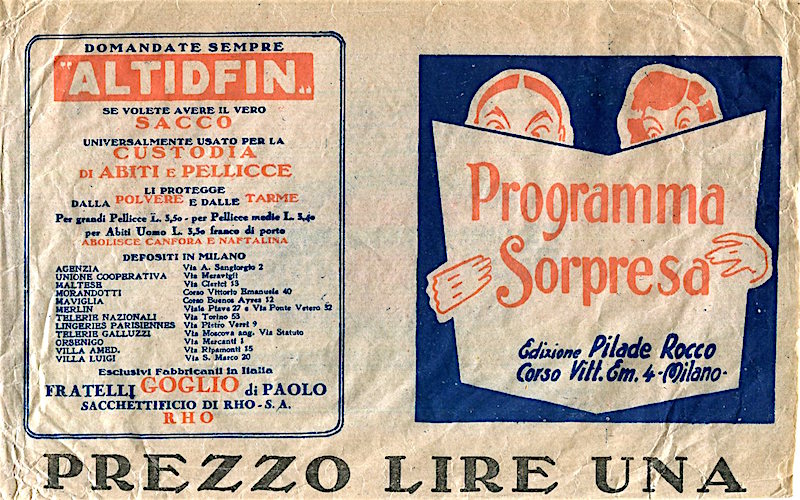 DOMANDATE SEMPRE
"ALTIDFIN„
SE VOLETE AVERE IL VERO
SACCO
UNIVERSALMENTE USATO PER LA
CUSTODIA
DI ABITI E PELLICCE
LI PROTEGGE
DALLA POLVERE E DALLE TARME
Per grandi Pellicce L. 3,50 - per Pellicce medie L. 3,40
per Abiti Uomo L. 3,30 franco di porto
ABOLISCE CANFORA E NAFTALINA
DEPOSITI IN MILANO
AGENZIA Via A. Sangiorgio 2
UNIONE COOPERATIVA Via Meravigli
MALTESE Via Clerici 13
MORANDOTTI Corso Vittorio Emanuele 40
MAVIGLIA Corso Buenos Ayres 12
MERLIN Viale Piave 27 e Via Ponte Vetero 22
TELERIE NAZIONALI Via Torino 53
LINGERIES PARISIENNES Via Pietro Verri 9
TELERIE GALLUZZI Via Moscova ang. Via Statuto
ORSENIGO Via Mercanti 1
VILLA AMED. Via Ripamonti 15
VILLA LUIGI Via S. Marco 20
Esclusivi Fabbricanti in Italia
FRATELLI GOGLIO di PAOLO
SACCHETTIFICIO DI RHO - S. A.
RHO
Programma
Sorpresa
Edizione Pilade Rocco
Corso Vitt. Em. 4 - Milano -
PREZZO LIRE UNA